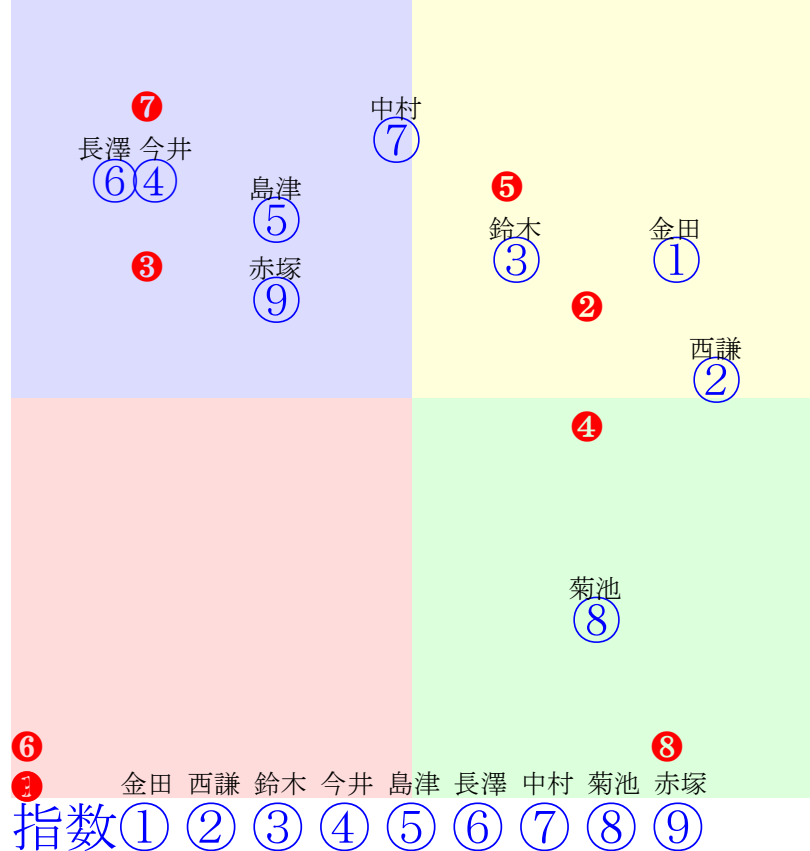 ❼
中村
⑦
長澤 今井
⑥④
島津
⑤
❺
鈴木 金田
③ ①
❸
赤塚
⑨
❷
西謙
②
❹
菊池
⑧
❻ ❽
金田 西謙 鈴木 今井 島津 長澤 中村 菊池 赤塚
指数①②③④⑤⑥⑦⑧⑨